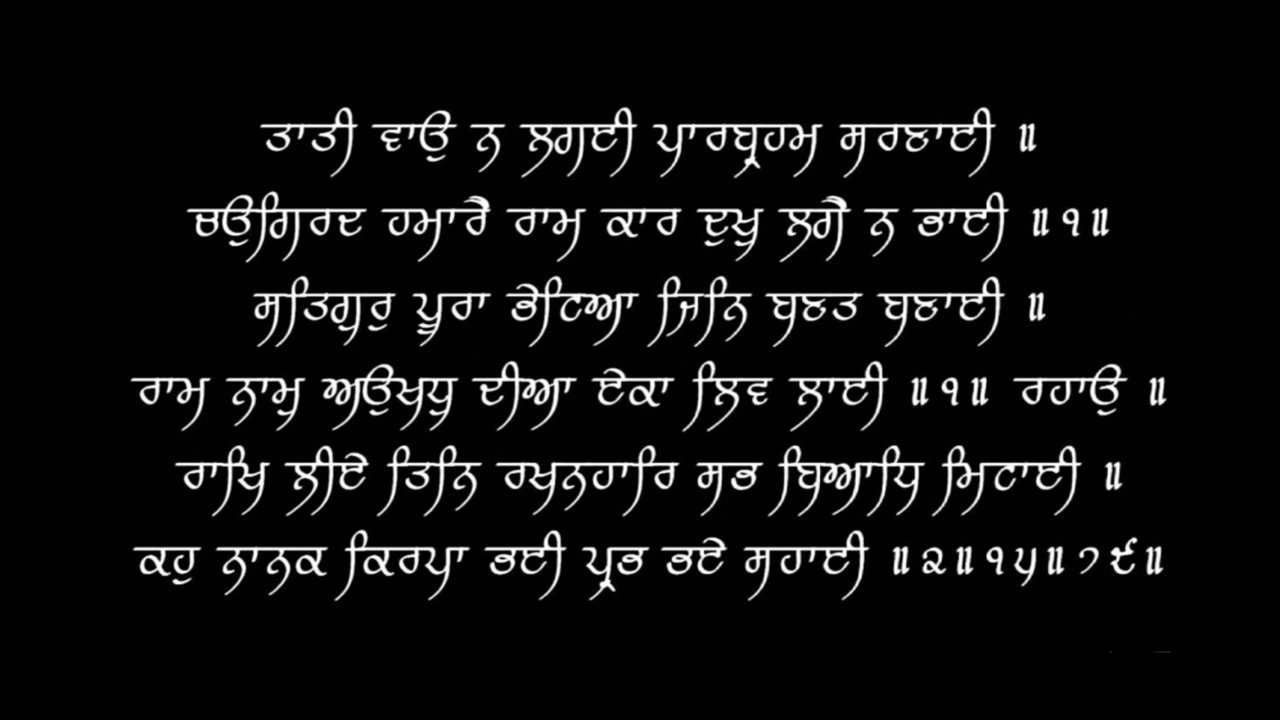 ਤਾਤੀ ਵਾਉ ਨ ਲਗਈ ਪਾਰਬ੍ਰਹਮ ਸਰਣਾਈ ॥
ਚਉਗਿਰਦ ਹਮਾਰੈ ਰਾਮ ਕਾਰ ਦੁਖੁ ਲਗੈ ਨ ਭਾਈ ॥੧॥
ਸਤਿਗੁਰੁ ਪੂਰਾ ਭੇਟਿਆ ਜਿਨਿ ਬਣਤ ਬਣਾਈ ॥
ਰਾਮ ਨਾਮੁ ਅਉਖਧੁ ਦੀਆ ਏਕਾ ਲਿਵ ਲਾਈ ॥੧॥ ਰਹਾਉ ॥
ਰਾਖਿ ਲੀਏ ਤਿਨਿ ਰਖਨਹਾਰਿ ਸਭ ਬਿਆਧਿ ਮਿਟਾਈ ॥
ਕਹੁ ਨਾਨਕ ਕਿਰਪਾ ਭਈ ਪ੍ਰਭ ਭਏ ਸਹਾਈ ॥੨॥੧੫॥੭੯॥